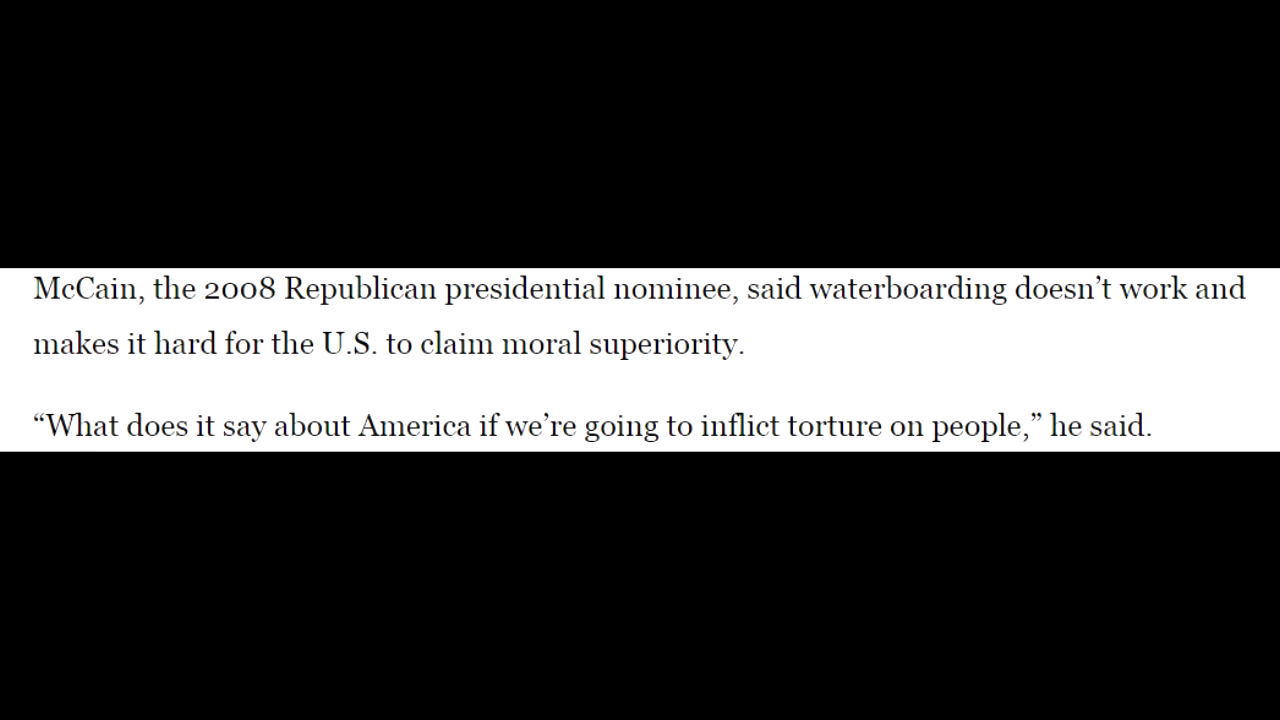 McCain, the 2008 Republican presidential nominee, said waterboarding doesn’t work and
makes it hard for the U.S. to claim moral superiority.
“What does it say about America if we’re going to inflict torture on people,” he said.